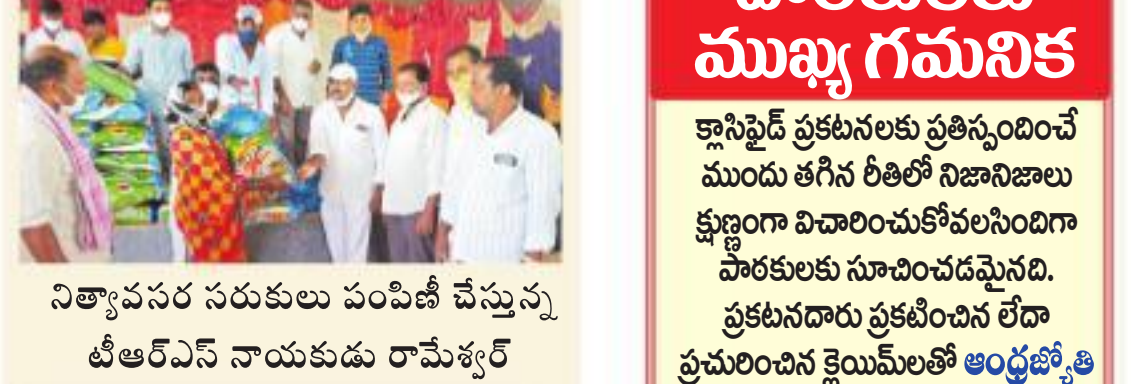 నిత్యావసర సరుకులు పంపిణీ చేస్తున్న
టీఆర్ఎస్ నాయకుడు రామేశ్వర్
ముఖ్య గమనిక
క్లాసిఫైడ్ ప్రకటనలకు ప్రతిస్పందించే
ముందు తగిన రీతిలో నిజానిజాలు
క్షుణ్ణంగా విచారించుకోవలసిందిగా
పాఠకులకు సూచించడమైనది.
ప్రకటనదారు ప్రకటించిన లేదా
ప్రచురించిన క్లెయిమ్‌లతో ఆంధ్రజ్యోతి